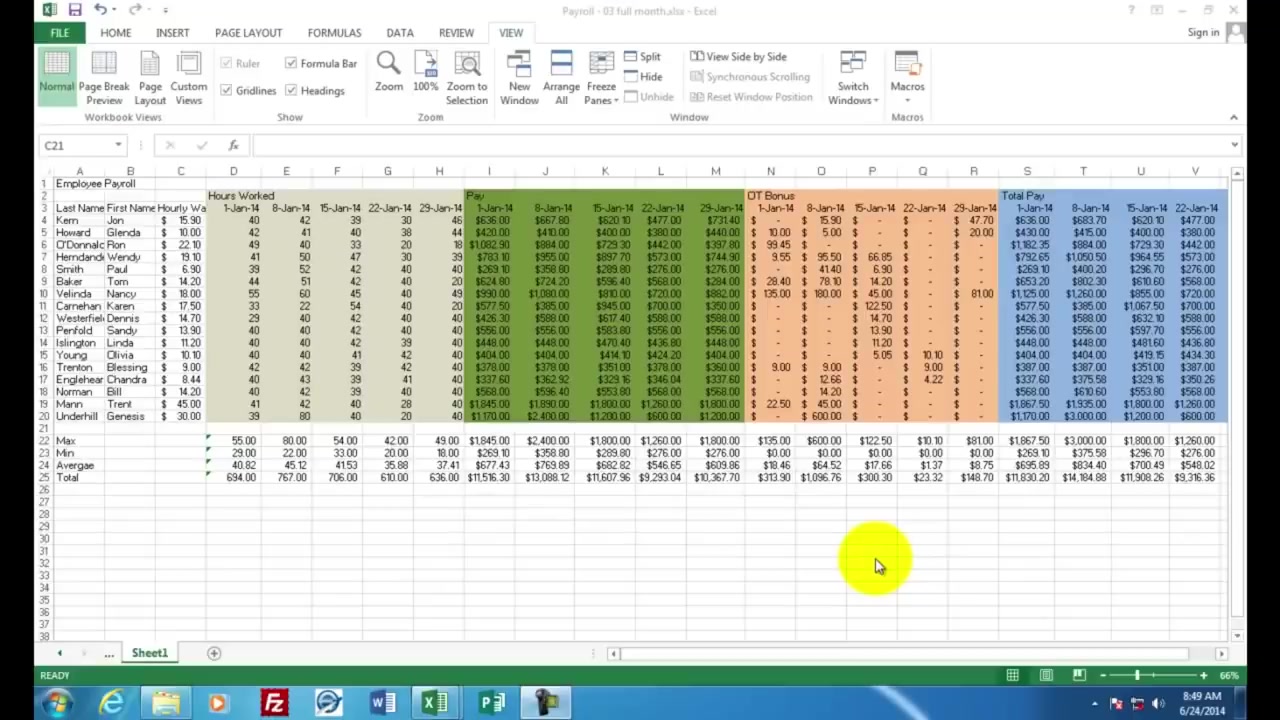 Payroll - 03 full month.xlsx - Excel
FILE HOME INSERT PAGE LAYOUT FORMULAS DATA REVIEW VIEW Sign in
Normal Page Break Preview Page Layout Custom Views Ruler Formula Bar Gridlines Headings Zoom 100% Zoom to Selection New Window Arrange All Freeze Panes Split Hide Unhide View Side by Side Synchronous Scrolling Reset Window Position Switch Windows Macros
Workbook Views Show Zoom Window Macros
C21 fx
A B C D E F G H I J K L M N O P Q R S T U V
1 Employee Payroll
2 Hours Worked Pay OT Bonus Total Pay
3 Last Name First Name Hourly Wa 1-Jan-14 8-Jan-14 15-Jan-14 22-Jan-14 29-Jan-14 1-Jan-14 8-Jan-14 15-Jan-14 22-Jan-14 29-Jan-14 1-Jan-14 8-Jan-14 15-Jan-14 22-Jan-14 29-Jan-14 1-Jan-14 8-Jan-14 15-Jan-14 22-Jan-14
4 Kern Jon $ 15.90 40 42 39 30 46 $636.00 $667.80 $620.10 $477.00 $731.40 $ - $ 15.90 $ - $ - $ 47.70 $636.00 $683.70 $620.10 $477.00
5 Howard Glenda $ 10.00 42 41 40 38 44 $420.00 $410.00 $400.00 $380.00 $440.00 $ 10.00 $ 5.00 $ - $ - $ 20.00 $430.00 $415.00 $400.00 $380.00
6 O'Donnald Ron $ 22.10 49 40 33 20 18 $1,082.90 $884.00 $729.30 $442.00 $397.80 $ 99.45 $ - $ - $ - $ - $1,182.35 $884.00 $729.30 $442.00
7 Herndande Wendy $ 19.10 41 50 47 30 39 $783.10 $955.00 $897.70 $573.00 $744.90 $ 9.55 $ 95.50 $ 66.85 $ - $ - $792.65 $1,050.50 $964.55 $573.00
8 Smith Paul $ 6.90 39 52 42 40 40 $269.10 $358.80 $289.80 $276.00 $276.00 $ - $ 41.40 $ 6.90 $ - $ - $269.10 $400.20 $296.70 $276.00
9 Baker Tom $ 14.20 44 51 42 40 20 $624.80 $724.20 $596.40 $568.00 $284.00 $ 28.40 $ 78.10 $ 14.20 $ - $ - $653.20 $802.30 $610.60 $568.00
10 Velinda Nancy $ 18.00 55 60 45 40 49 $990.00 $1,080.00 $810.00 $720.00 $882.00 $ 135.00 $ 180.00 $ 45.00 $ - $ 81.00 $1,125.00 $1,260.00 $855.00 $720.00
11 Carnehan Karen $ 17.50 33 22 54 40 20 $577.50 $385.00 $945.00 $700.00 $350.00 $ - $ - $ 122.50 $ - $ - $577.50 $385.00 $1,067.50 $700.00
12 Westerfield Dennis $ 14.70 29 40 42 40 40 $426.30 $588.00 $617.40 $588.00 $588.00 $ - $ - $ 14.70 $ - $ - $426.30 $588.00 $632.10 $588.00
13 Penfold Sandy $ 13.90 40 40 42 40 40 $556.00 $556.00 $583.80 $556.00 $556.00 $ - $ - $ 13.90 $ - $ - $556.00 $556.00 $597.70 $556.00
14 Islington Linda $ 11.20 40 40 42 39 40 $448.00 $448.00 $470.40 $436.80 $448.00 $ - $ - $ 11.20 $ - $ - $448.00 $448.00 $481.60 $436.80
15 Young Olivia $ 10.10 40 40 41 42 40 $404.00 $404.00 $414.10 $424.20 $404.00 $ - $ - $ 5.05 $ 10.10 $ - $404.00 $404.00 $419.15 $434.30
16 Trenton Blessing $ 9.00 42 42 39 42 40 $378.00 $378.00 $351.00 $378.00 $360.00 $ 9.00 $ 9.00 $ - $ 9.00 $ - $387.00 $387.00 $351.00 $387.00
17 Englehear Chandra $ 8.44 40 43 39 41 40 $337.60 $362.92 $329.16 $346.04 $337.60 $ - $ 12.66 $ - $ 4.22 $ - $337.60 $375.58 $329.16 $350.26
18 Norman Bill $ 14.20 40 42 39 40 40 $568.00 $596.40 $553.80 $568.00 $568.00 $ - $ 14.20 $ - $ - $ - $568.00 $610.60 $553.80 $568.00
19 Mann Trent $ 45.00 41 42 40 28 40 $1,845.00 $1,890.00 $1,800.00 $1,260.00 $1,800.00 $ 22.50 $ 45.00 $ - $ - $ - $1,867.50 $1,935.00 $1,800.00 $1,260.00
20 Underhill Genesis $ 30.00 39 80 40 20 40 $1,170.00 $2,400.00 $1,200.00 $600.00 $1,200.00 $ - $ 600.00 $ - $ - $ - $1,170.00 $3,000.00 $1,200.00 $600.00
21
22 Max 55.00 80.00 54.00 42.00 49.00 $1,845.00 $2,400.00 $1,800.00 $1,260.00 $1,800.00 $135.00 $600.00 $122.50 $10.10 $81.00 $1,867.50 $3,000.00 $1,800.00 $1,260.00
23 Min 29.00 22.00 33.00 20.00 18.00 $269.10 $358.80 $289.80 $276.00 $276.00 $0.00 $0.00 $0.00 $0.00 $0.00 $269.10 $375.58 $296.70 $276.00
24 Avergae 40.82 45.12 41.53 35.88 37.41 $677.43 $769.89 $682.82 $546.65 $609.86 $18.46 $64.52 $17.66 $1.37 $8.75 $695.89 $834.40 $700.49 $548.02
25 Total 694.00 767.00 706.00 610.00 636.00 $11,516.30 $13,088.12 $11,607.96 $9,293.04 $10,367.70 $313.90 $1,096.76 $300.30 $23.32 $148.70 $11,830.20 $14,184.88 $11,908.26 $9,316.36
26
27
28
29
30
31
32
33
34
35
36
37
38
... Sheet1
READY 66%
8:49 AM
6/24/2014